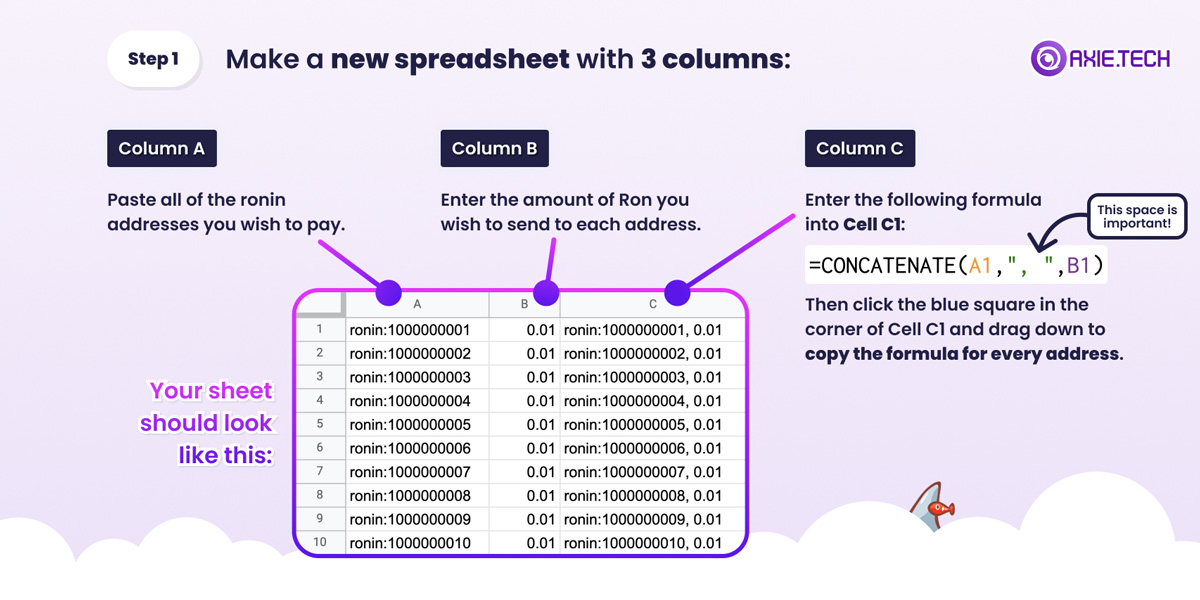 Step 1
Make a new spreadsheet with 3 columns:
AXIE.TECH
Column A
Paste all of the ronin
addresses you wish to pay.
Column B
Enter the amount of Ron you
wish to send to each address.
Column C
Enter the following formula
into Cell C1:
This space is
important!
=CONCATENATE(A1,", ",B1)
Then click the blue square in the
corner of Cell C1 and drag down to
copy the formula for every address.
Your sheet
should look
like this:
A B C
1 ronin:1000000001 0.01 ronin:1000000001, 0.01
2 ronin:1000000002 0.01 ronin:1000000002, 0.01
3 ronin:1000000003 0.01 ronin:1000000003, 0.01
4 ronin:1000000004 0.01 ronin:1000000004, 0.01
5 ronin:1000000005 0.01 ronin:1000000005, 0.01
6 ronin:1000000006 0.01 ronin:1000000006, 0.01
7 ronin:1000000007 0.01 ronin:1000000007, 0.01
8 ronin:1000000008 0.01 ronin:1000000008, 0.01
9 ronin:1000000009 0.01 ronin:1000000009, 0.01
10 ronin:1000000010 0.01 ronin:1000000010, 0.01